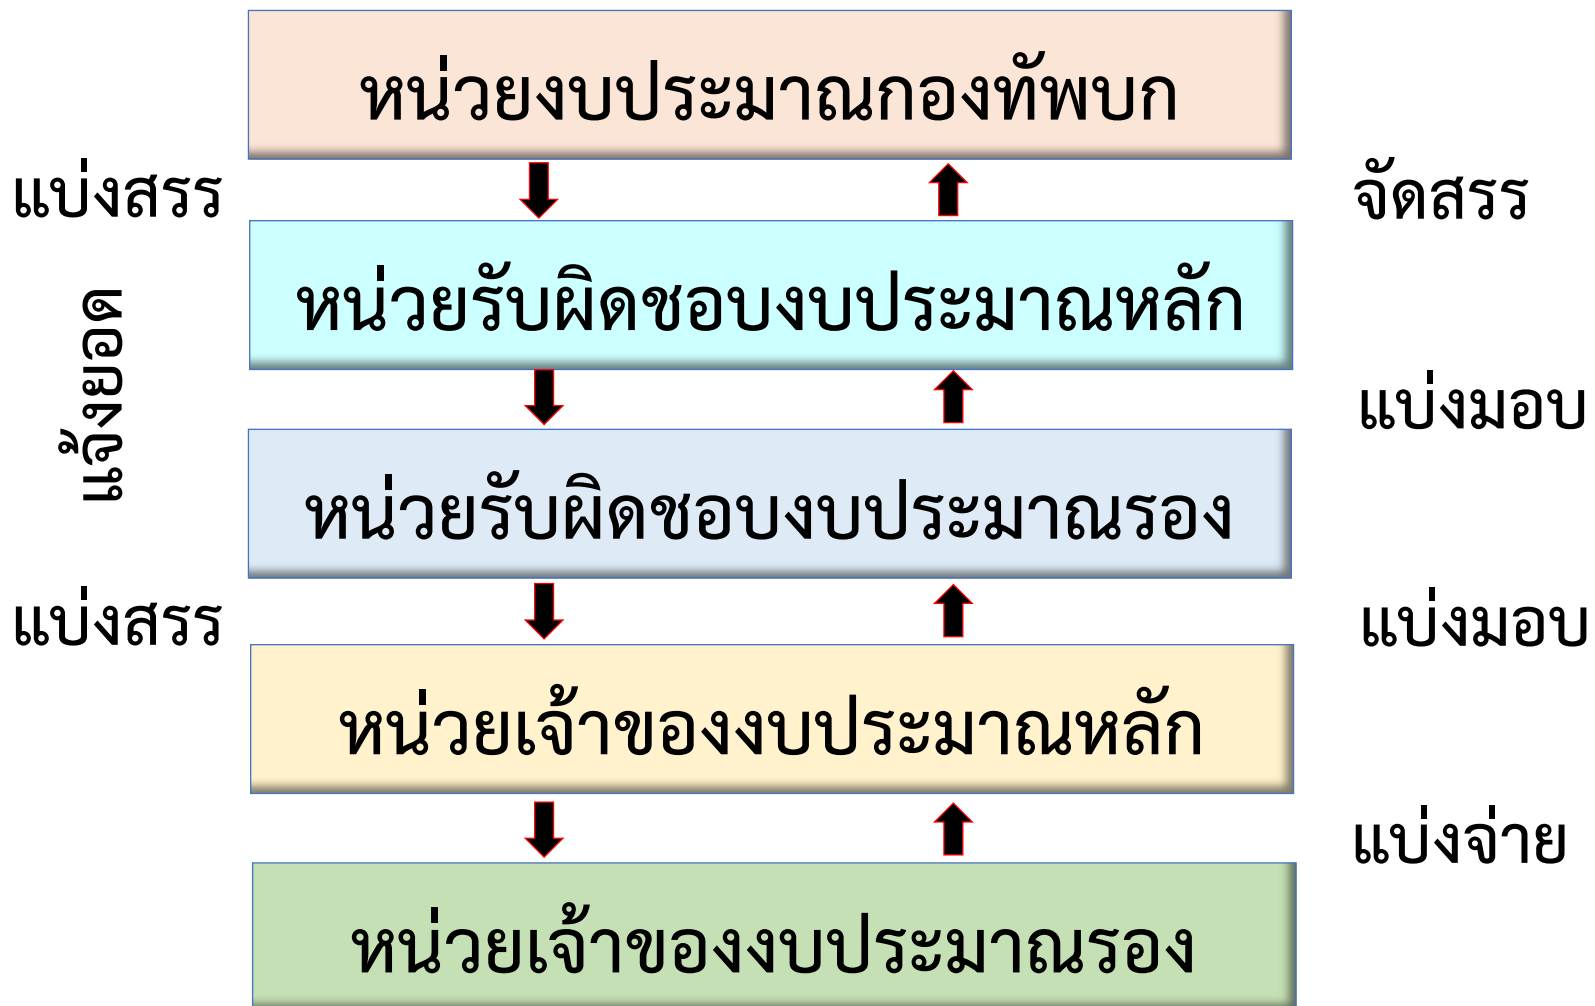 หน่วยงบประมาณกองทัพบก
แบ่งสรร
จัดสรร
หน่วยรับผิดชอบงบประมาณหลัก
แจ้งยอด
แบ่งมอบ
หน่วยรับผิดชอบงบประมาณรอง
แบ่งสรร
แบ่งมอบ
หน่วยเจ้าของงบประมาณหลัก
แบ่งจ่าย
หน่วยเจ้าของงบประมาณรอง